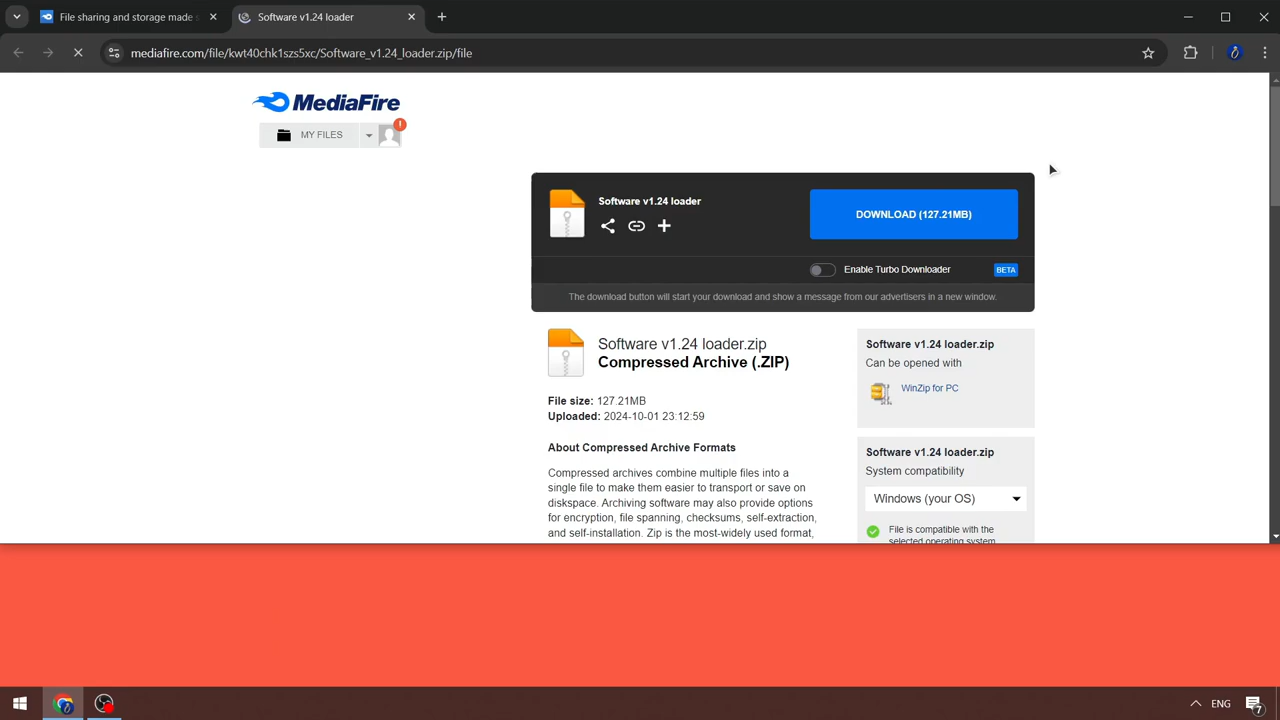 File sharing and storage made s
Software v1.24 loader
mediafire.com/file/kwt40chk1szs5xc/Software_v1.24_loader.zip/file
MediaFire
MY FILES
!
Software v1.24 loader
DOWNLOAD (127.21MB)
Enable Turbo Downloader
BETA
The download button will start your download and show a message from our advertisers in a new window.
Software v1.24 loader.zip
Compressed Archive (.ZIP)
File size: 127.21MB
Uploaded: 2024-10-01 23:12:59
About Compressed Archive Formats
Compressed archives combine multiple files into a
single file to make them easier to transport or save on
diskspace. Archiving software may also provide options
for encryption, file spanning, checksums, self-extraction,
and self-installation. Zip is the most-widely used format,
Software v1.24 loader.zip
Can be opened with
WinZip for PC
Software v1.24 loader.zip
System compatibility
Windows (your OS)
File is compatible with the
selected operating system
ENG
7